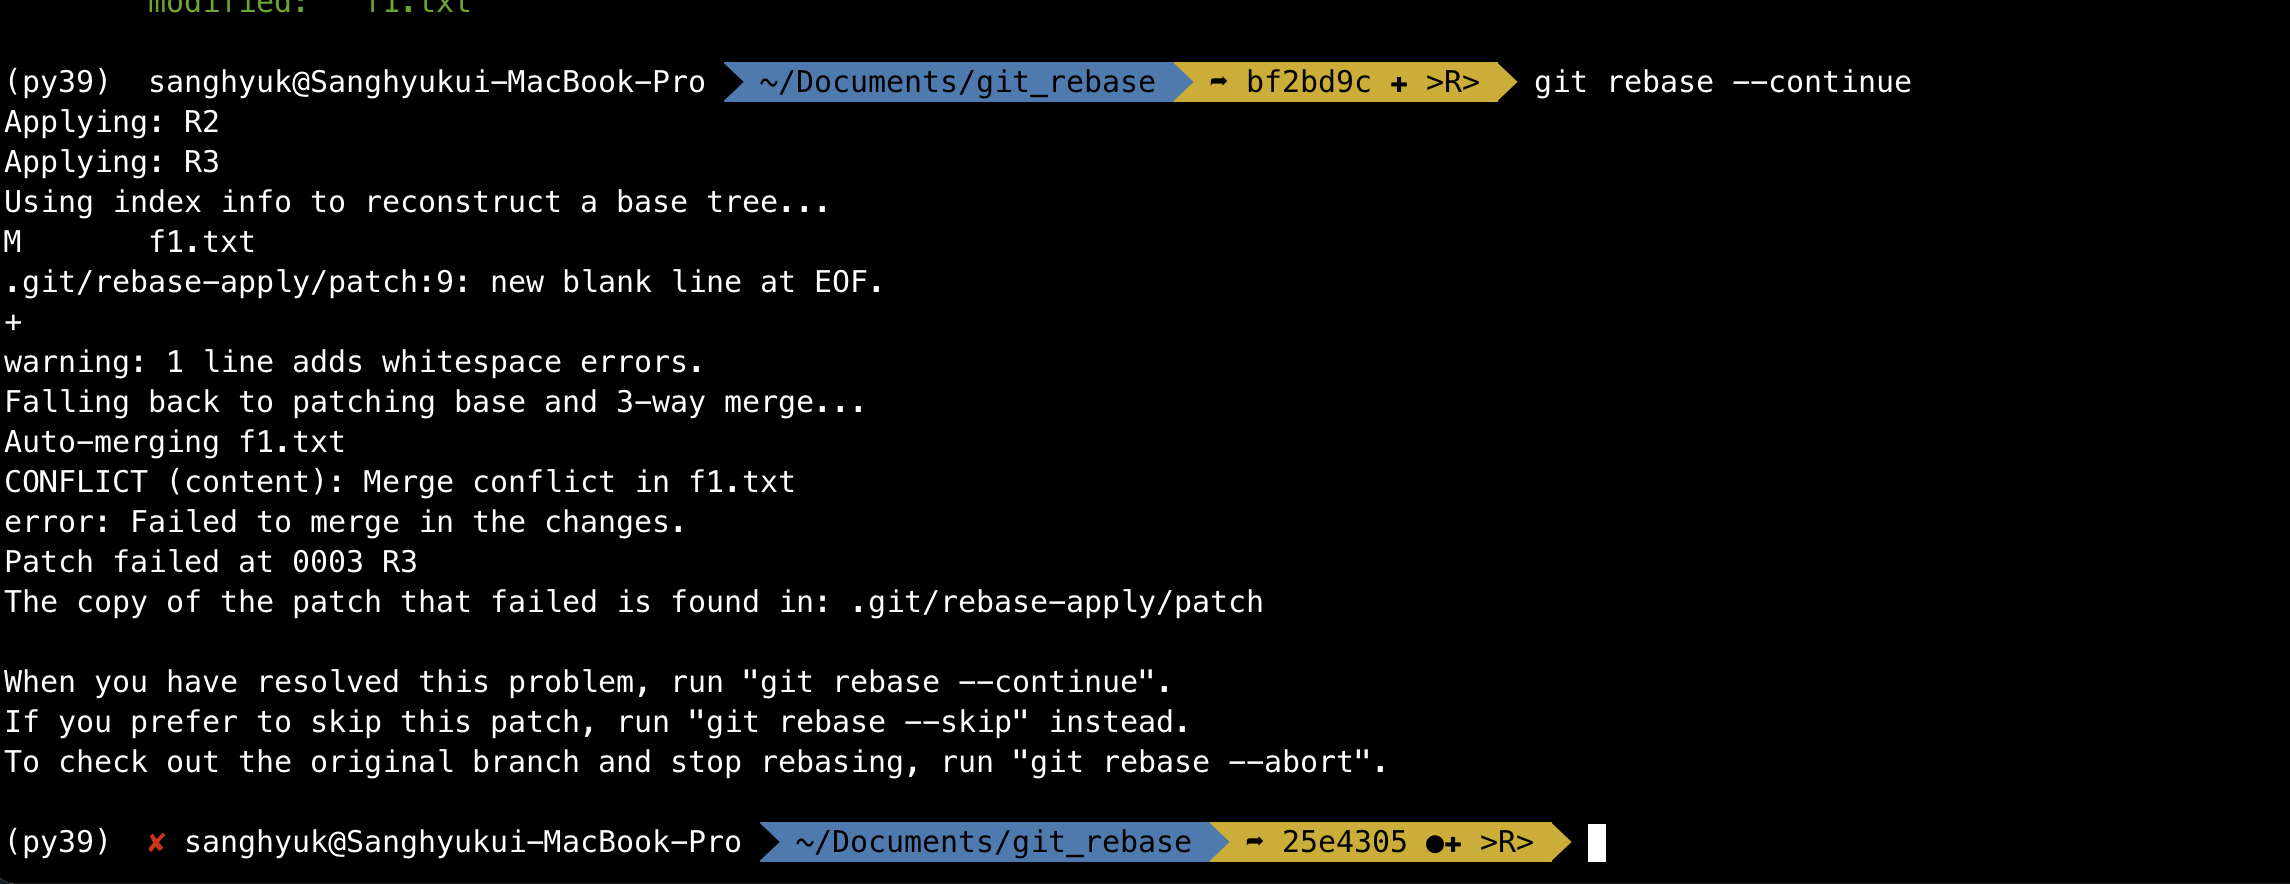 modified:   f1.txt
(py39)  sanghyuk@Sanghyukui-MacBook-Pro  ~/Documents/git_rebase  ➦ bf2bd9c ✚ >R>  git rebase --continue
Applying: R2
Applying: R3
Using index info to reconstruct a base tree...
M       f1.txt
.git/rebase-apply/patch:9: new blank line at EOF.
+
warning: 1 line adds whitespace errors.
Falling back to patching base and 3-way merge...
Auto-merging f1.txt
CONFLICT (content): Merge conflict in f1.txt
error: Failed to merge in the changes.
Patch failed at 0003 R3
The copy of the patch that failed is found in: .git/rebase-apply/patch
When you have resolved this problem, run "git rebase --continue".
If you prefer to skip this patch, run "git rebase --skip" instead.
To check out the original branch and stop rebasing, run "git rebase --abort".
(py39)  ✘ sanghyuk@Sanghyukui-MacBook-Pro  ~/Documents/git_rebase  ➦ 25e4305 ●✚ >R>